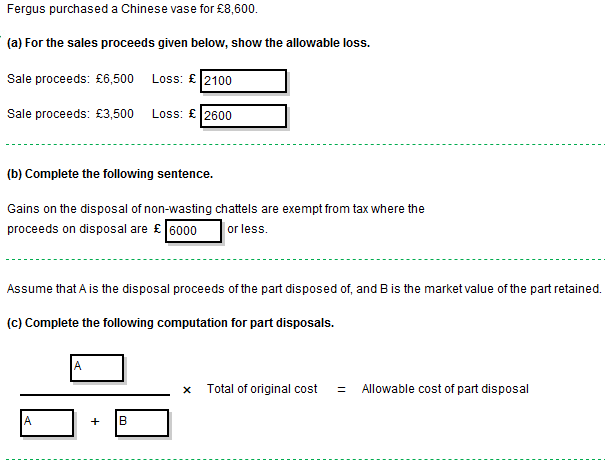 Fergus purchased a Chinese vase for £8,600.
(a) For the sales proceeds given below, show the allowable loss.
Sale proceeds: £6,500 Loss: £ 2100
Sale proceeds: £3,500 Loss: £ 2600
(b) Complete the following sentence.
Gains on the disposal of non-wasting chattels are exempt from tax where the
proceeds on disposal are £ 6000 or less.
Assume that A is the disposal proceeds of the part disposed of, and B is the market value of the part retained.
(c) Complete the following computation for part disposals.
A
× Total of original cost = Allowable cost of part disposal
A + B